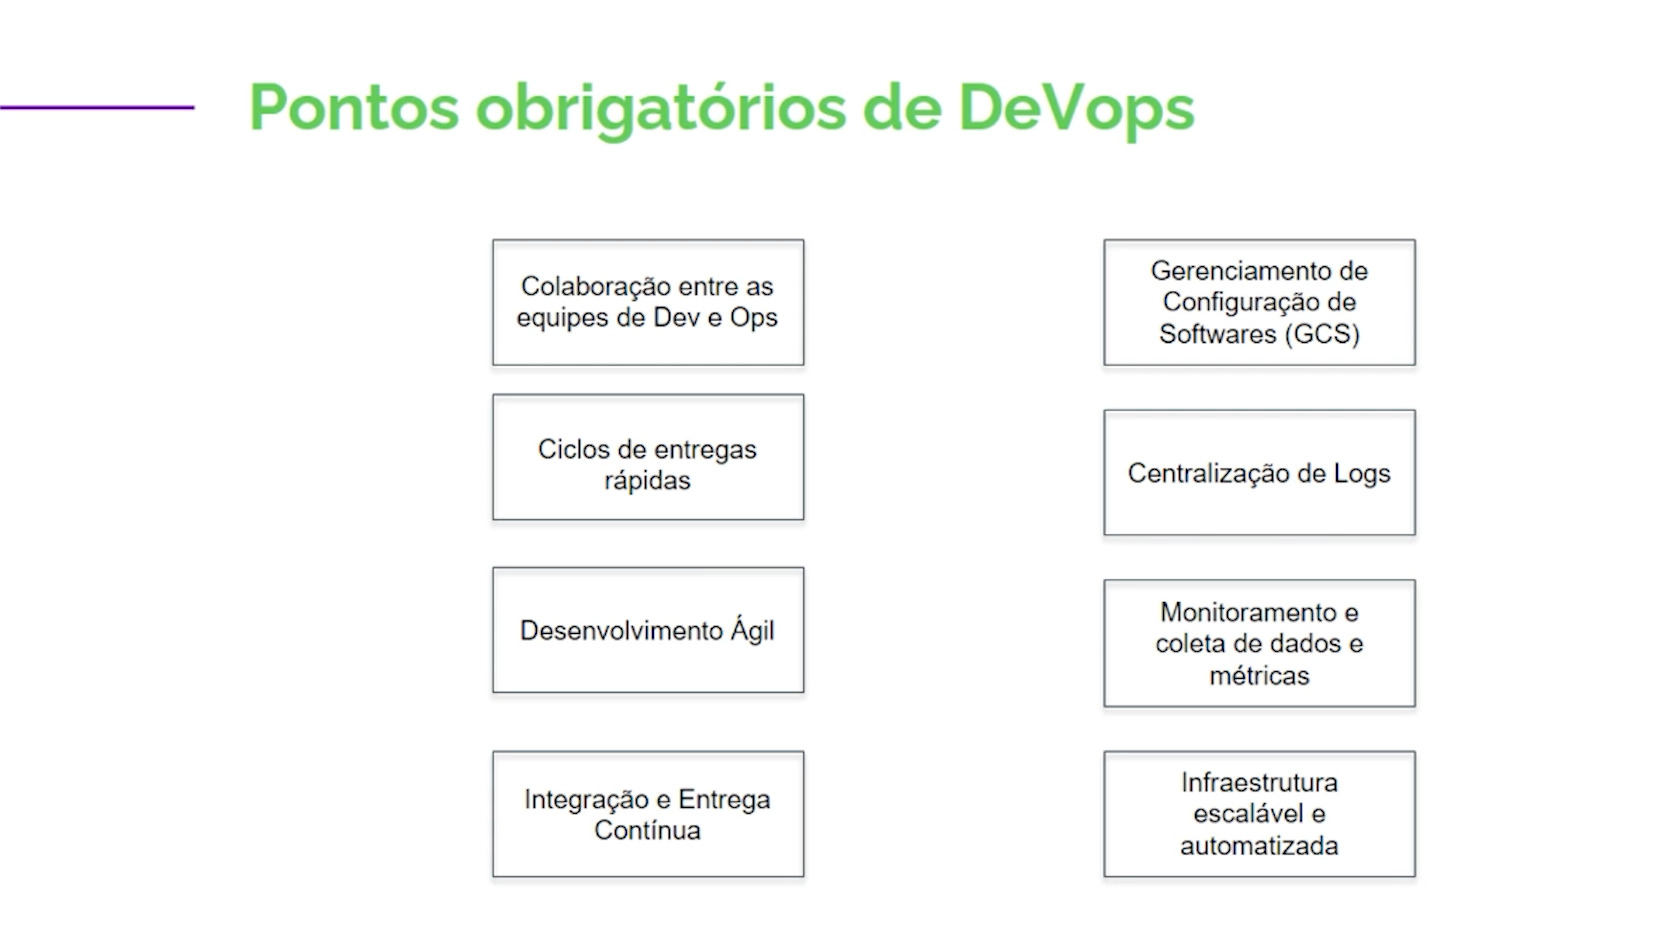 Pontos obrigatórios de DeVops
Colaboração entre as
equipes de Dev e Ops
Ciclos de entregas
rápidas
Desenvolvimento Ágil
Integração e Entrega
Contínua
Gerenciamento de
Configuração de
Softwares (GCS)
Centralização de Logs
Monitoramento e
coleta de dados e
métricas
Infraestrutura
escalável e
automatizada